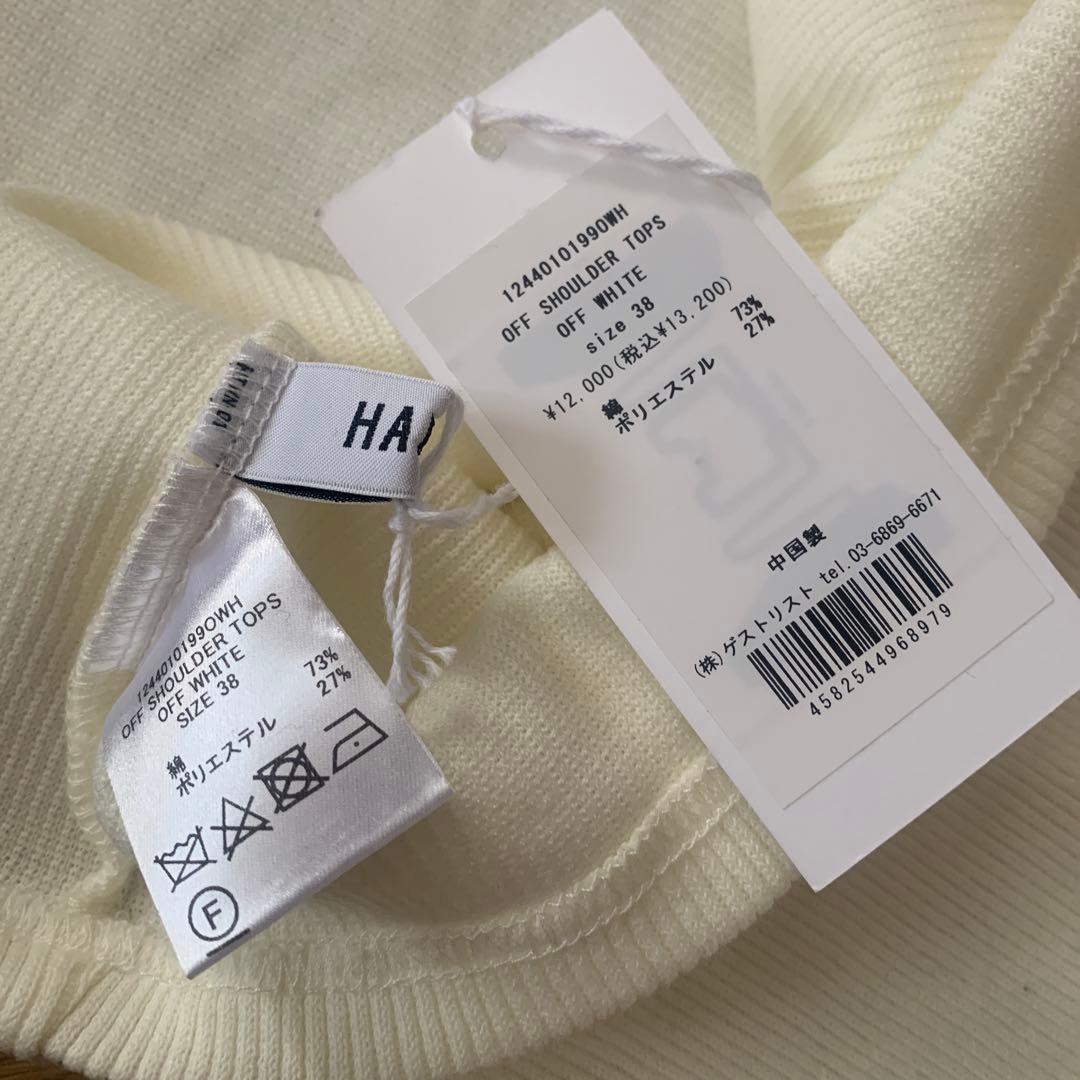 12440101990WH
OFF SHOULDER TOPS
OFF WHITE
size 38
¥12,000(税込¥13,200)
綿 73%
ポリエステル 27%
中国製
(株)ゲストリスト tel.03-6869-6671
4582544968979
HA
12440101990WH
OFF SHOULDER TOPS
OFF WHITE
SIZE 38
綿 73%
ポリエステル 27%
F